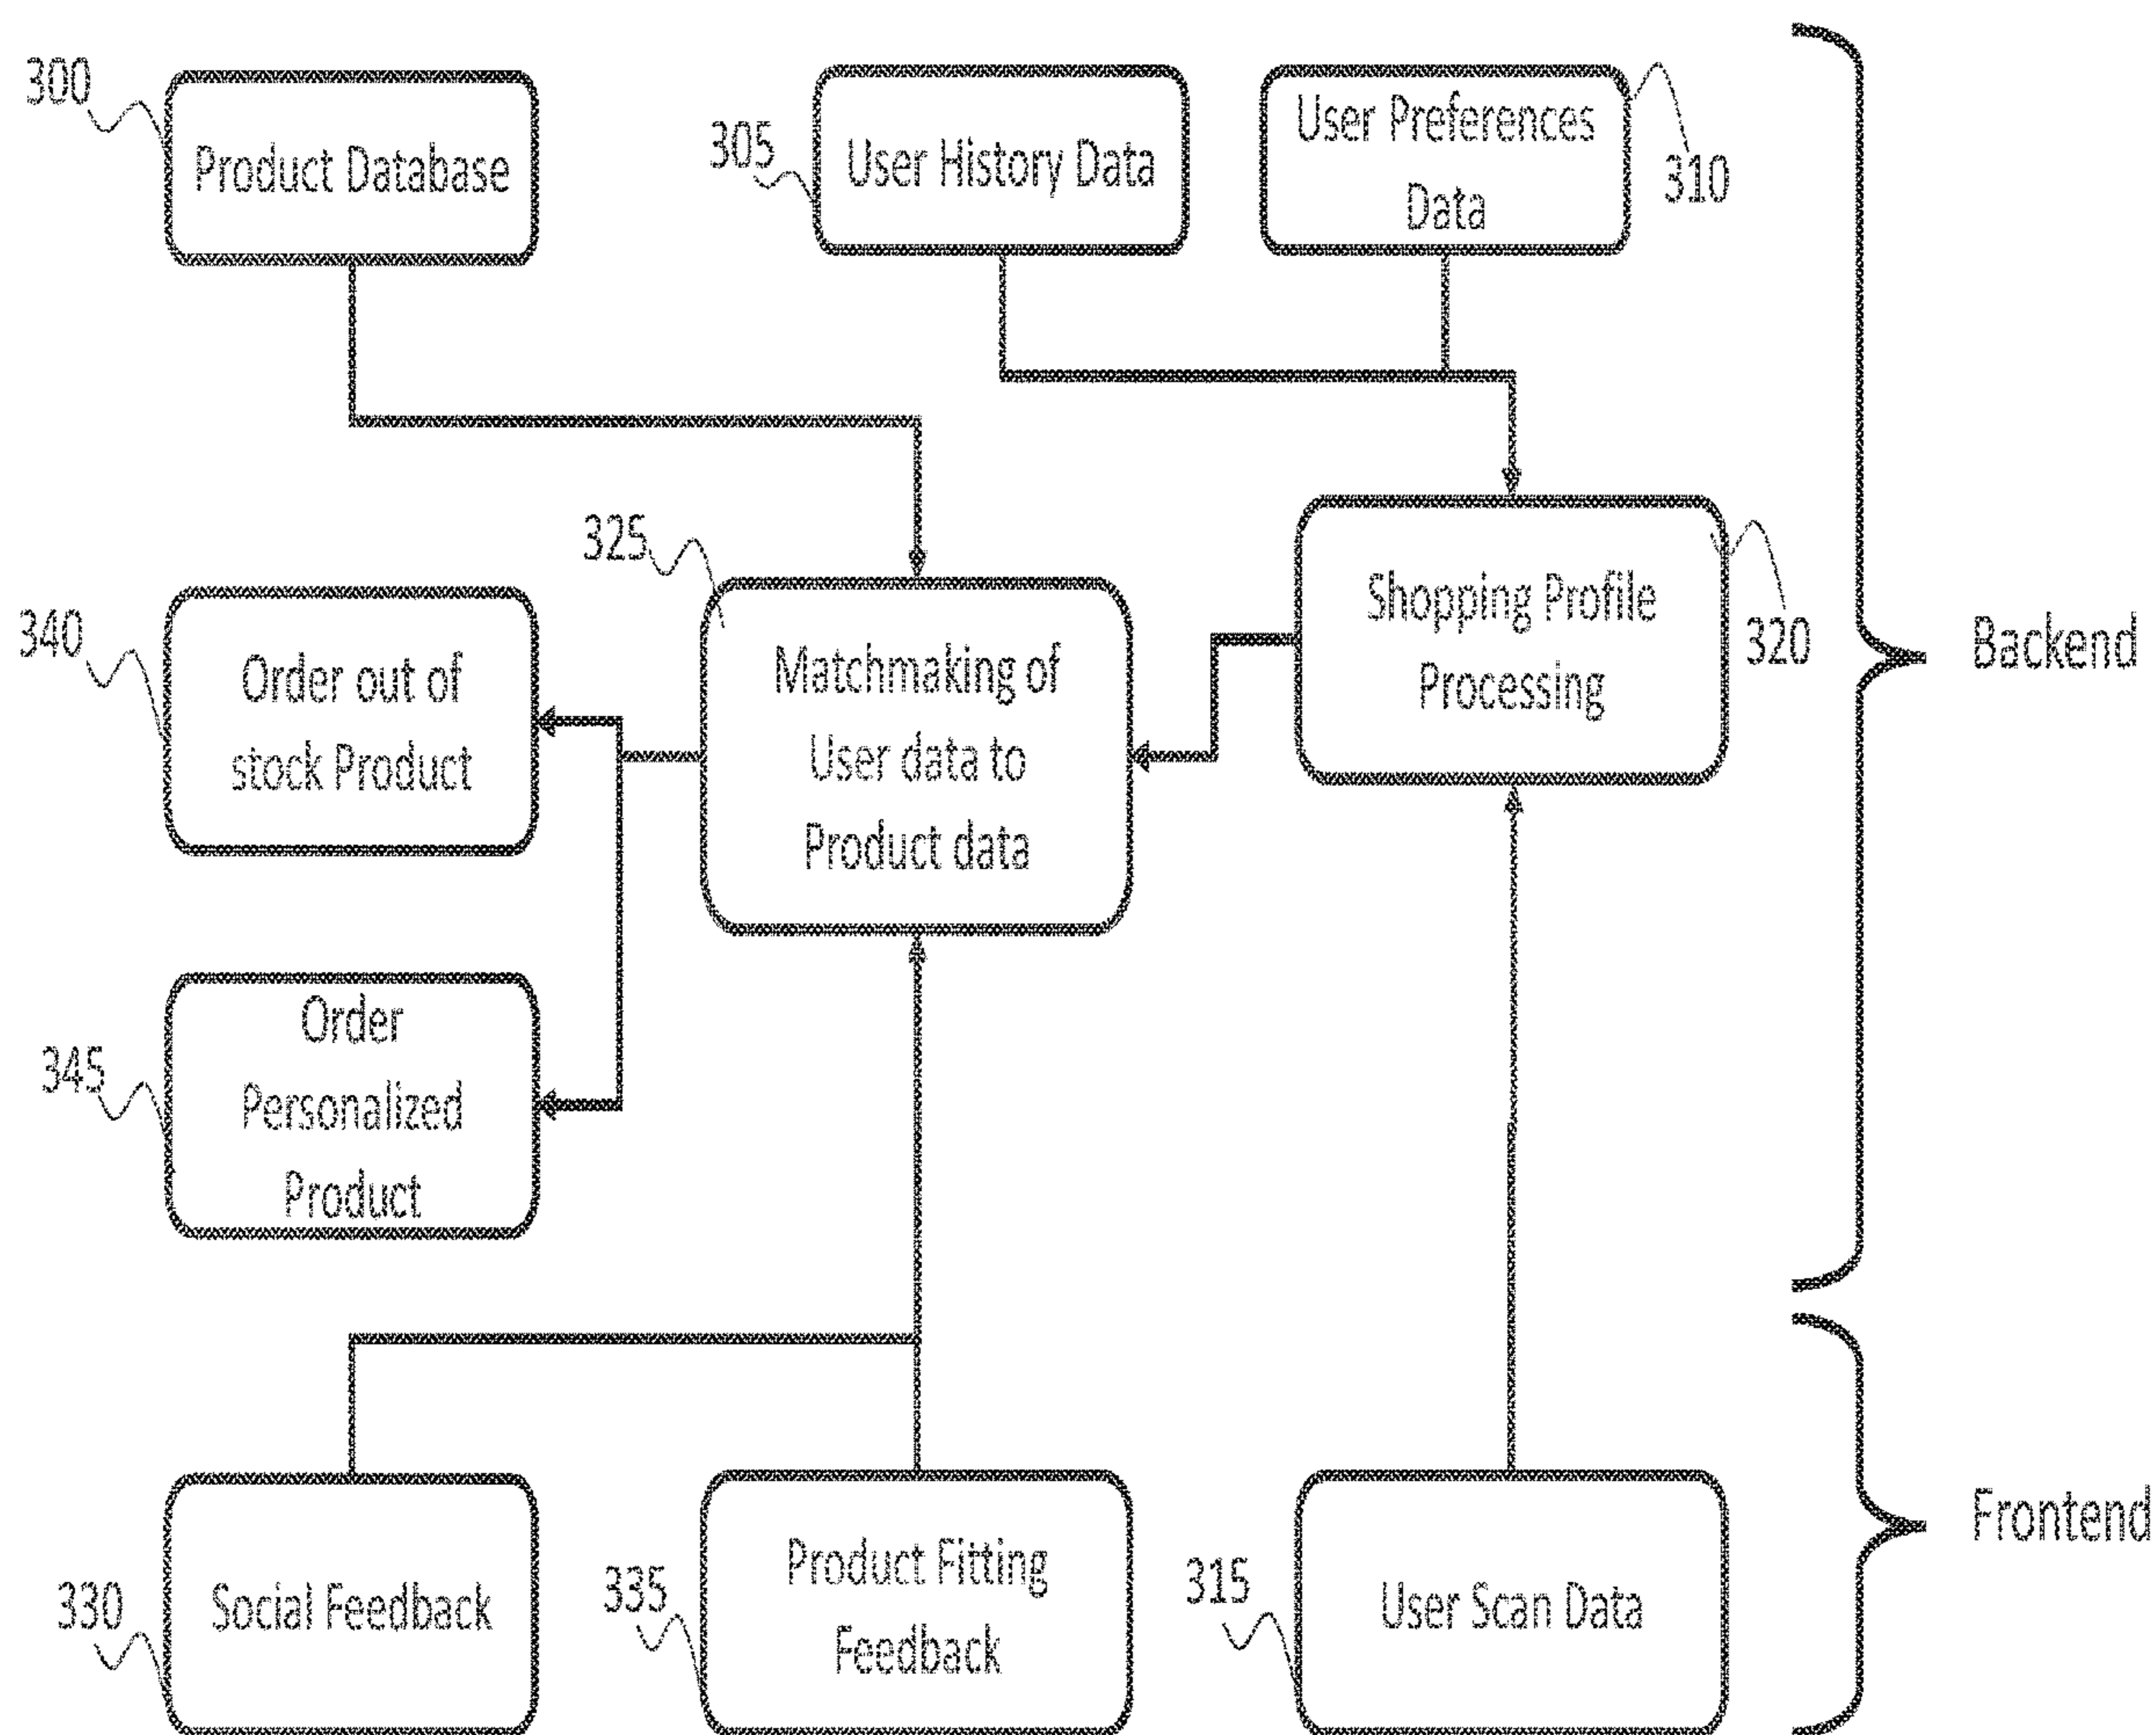 300
Product Database
305
User History Data
User Preferences
Data
310
325
Matchmaking of
User data to
Product data
Shopping Profile
Processing
320
Backend
340
Order out of
stock Product
345
Order
Personalized
Product
330
Social Feedback
335
Product Fitting
Feedback
315
User Scan Data
Frontend